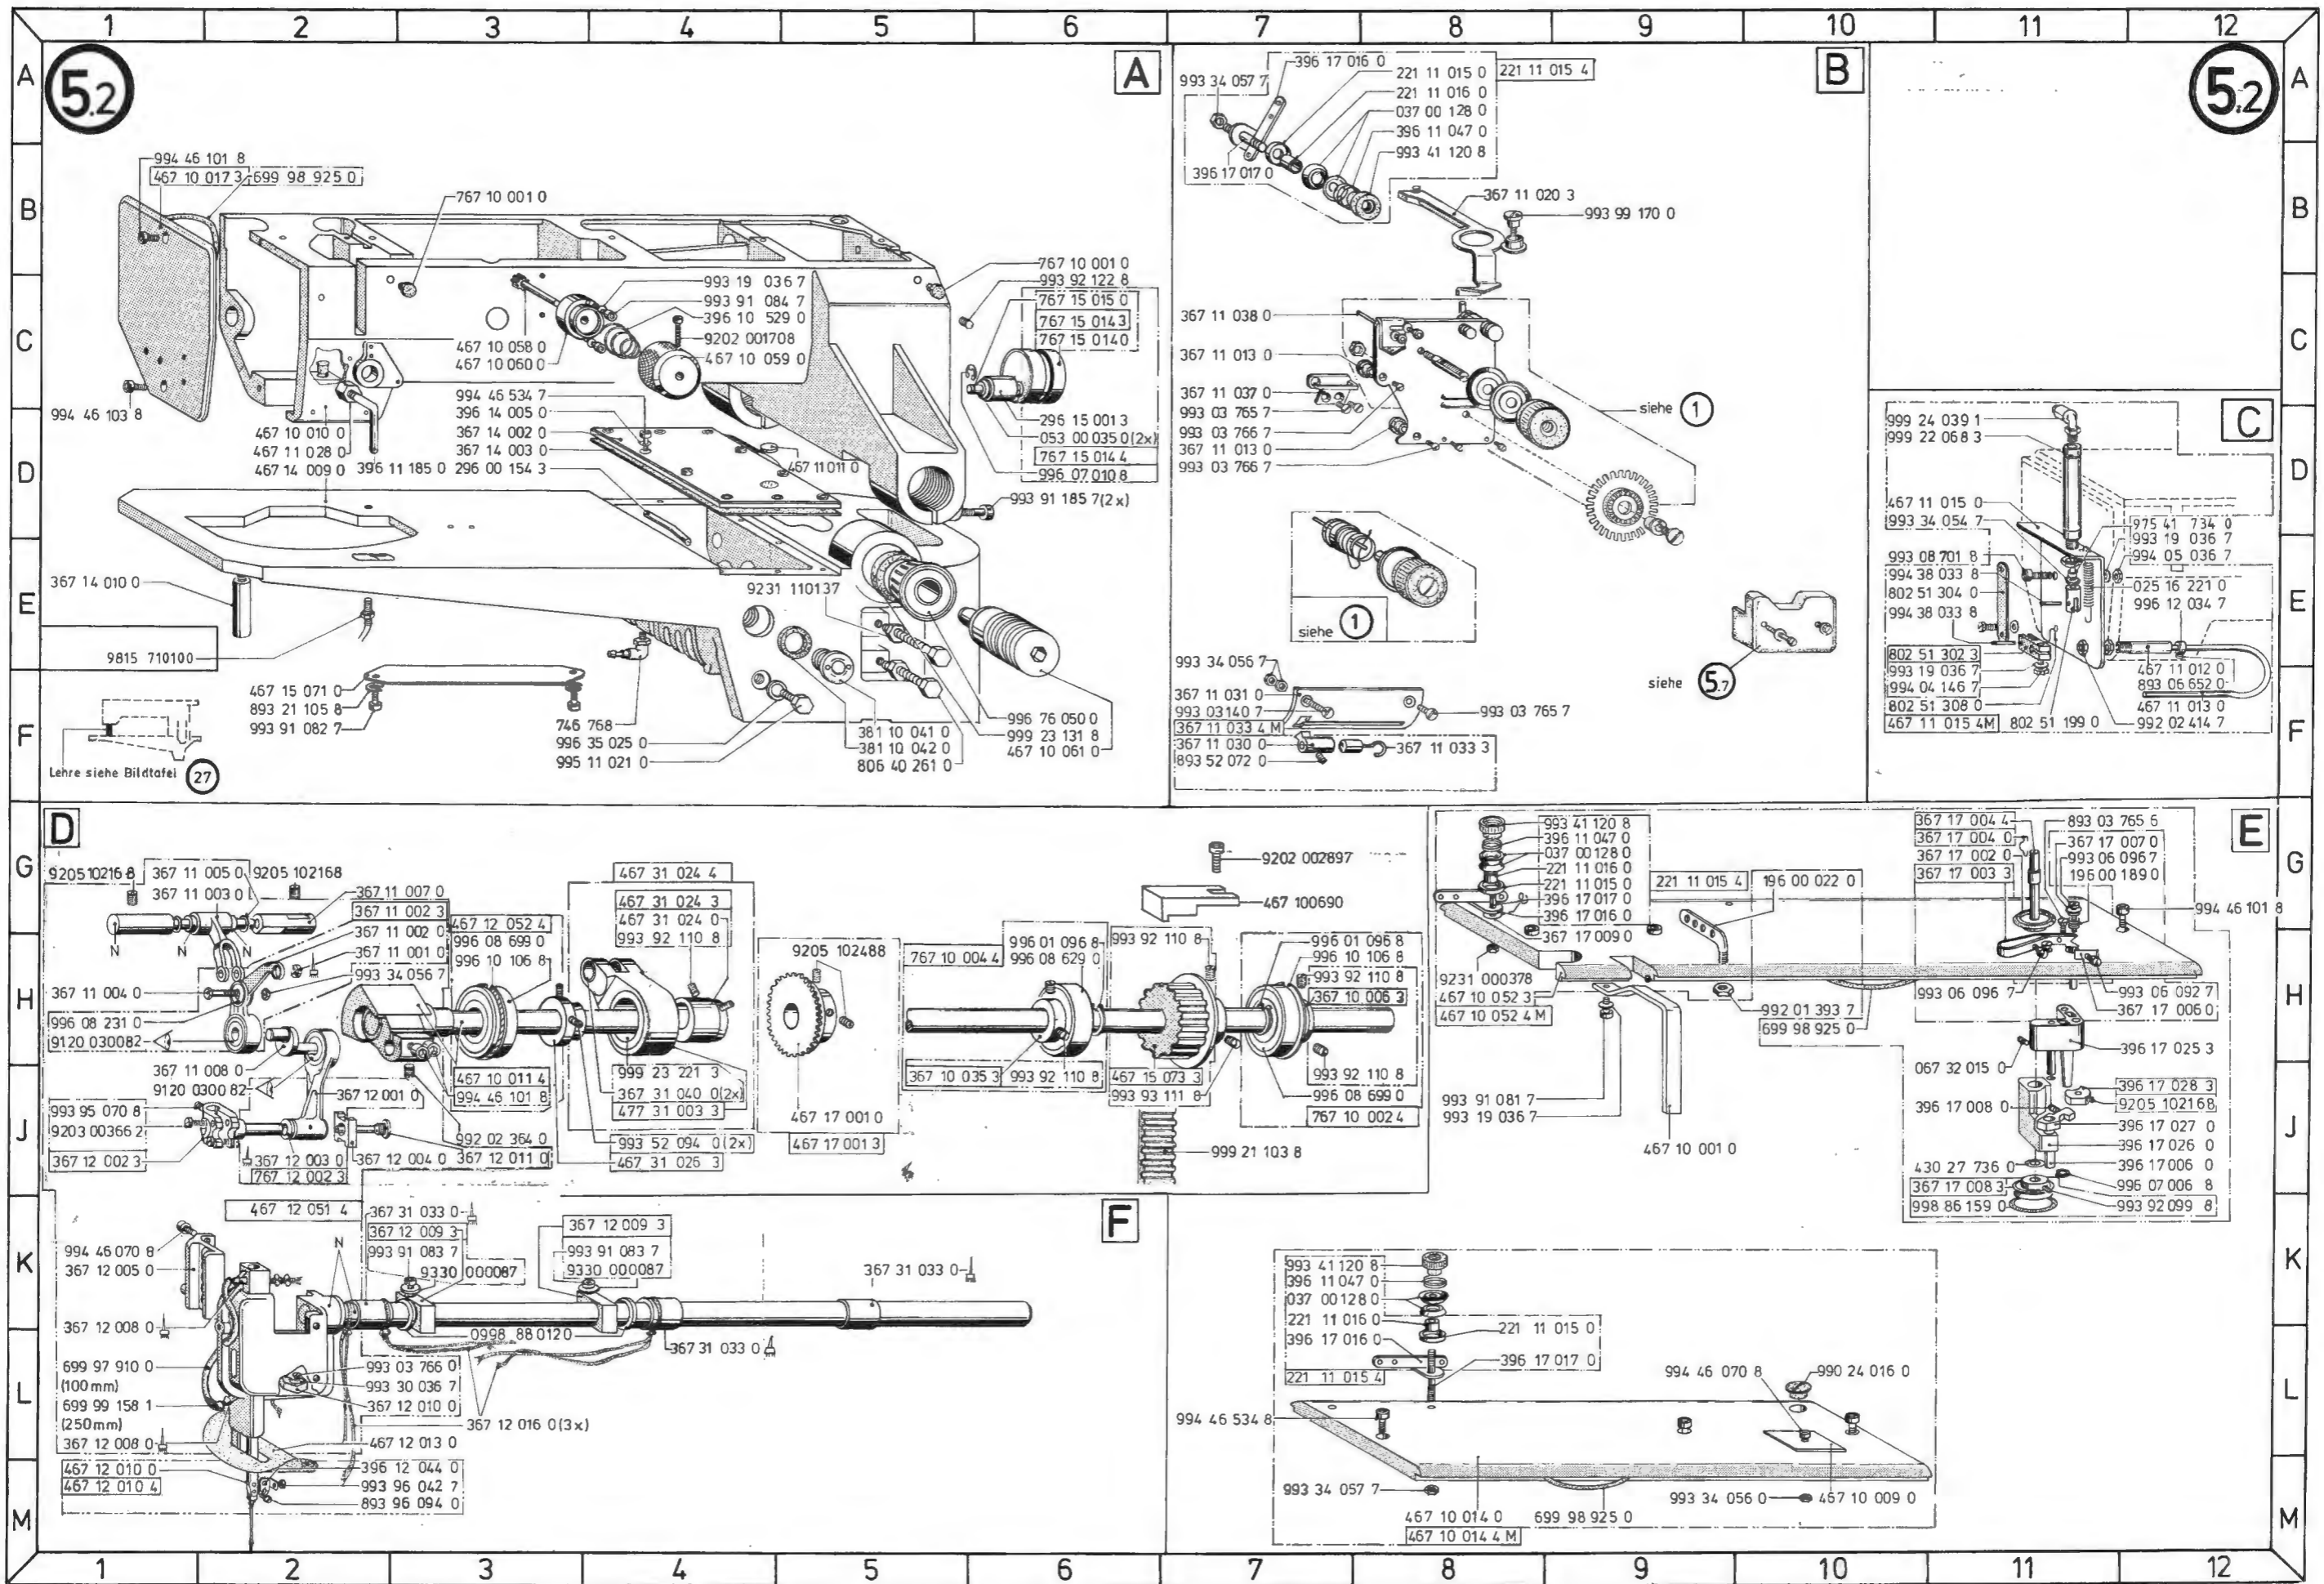 1 2 3 4 5 6 7 8 9 10 11 12
A
B
C
D
E
F
G
H
J
K
L
M
5.2
A
994 46 101 8
467 10 017 3
699 98 925 0
767 10 001 0
994 46 103 8
467 10 010 0
467 11 028 0
467 14 009 0
396 11 185 0
993 19 036 7
993 91 084 7
396 10 529 0
9202 001708
467 10 059 0
467 10 058 0
467 10 060 0
994 46 534 7
396 14 005 0
367 14 002 0
367 14 003 0
296 00 154 3
467 11 011 0
767 10 001 0
993 92 122 8
767 15 015 0
767 15 014 3
767 15 014 0
296 15 001 3
053 00 035 0 (2x)
767 15 014 4
996 07 010 8
993 91 185 7 (2x)
367 14 010 0
9815 710100
467 15 071 0
893 21 105 8
993 91 082 7
Lehre siehe Bildtafel 27
9231 110137
746 768
996 35 025 0
995 11 021 0
381 10 041 0
381 10 042 0
806 40 261 0
996 76 050 0
999 23 131 8
467 10 061 0
B
993 34 057 7
396 17 016 0
221 11 015 0
221 11 015 4
221 11 016 0
037 00 128 0
396 11 047 0
993 41 120 8
396 17 017 0
367 11 020 3
993 99 170 0
367 11 038 0
367 11 013 0
367 11 037 0
993 03 765 7
993 03 766 7
367 11 013 0
993 03 766 7
siehe 1
siehe 1
siehe 5.7
993 34 056 7
367 11 031 0
993 03 140 7
367 11 033 4 M
367 11 030 0
893 52 072 0
993 03 765 7
367 11 033 3
5.2
C
999 24 039 1
999 22 068 3
467 11 015 0
993 34 054 7
993 08 701 8
994 38 033 8
802 51 304 0
994 38 033 8
802 51 302 3
993 19 036 7
994 04 146 7
802 51 308 0
467 11 015 4M
802 51 199 0
975 41 734 0
993 19 036 7
994 05 036 7
025 16 221 0
996 12 034 7
467 11 012 0
893 06 652 0
467 11 013 0
992 02 414 7
D
9205 10216 8
367 11 005 0
367 11 003 0
9205 102168
367 11 007 0
367 11 002 3
367 11 002 0
367 11 001 0
993 34 056 7
N N N
367 11 004 0
996 08 231 0
9120 030082
367 11 008 0
9120 0300 82
993 95 070 8
9203 00366 2
367 12 002 3
367 12 001 0
367 12 003 0
767 12 002 3
367 12 004 0
367 12 011 0
467 12 052 4
996 08 699 0
996 10 106 8
467 10 011 4
994 46 101 8
992 02 364 0
467 31 024 4
467 31 024 3
467 31 024 0
993 92 110 8
999 23 221 3
367 31 040 0 (2x)
477 31 003 3
993 52 094 0 (2x)
467 31 026 3
9205 102488
467 17 001 0
467 17 001 3
767 10 004 4
996 01 096 8
996 08 629 0
367 10 035 3
993 92 110 8
9202 002897
467 100690
993 92 110 8
467 15 073 3
993 93 111 8
999 21 103 8
996 01 096 8
996 10 106 8
993 92 110 8
367 10 006 3
993 92 110 8
996 08 699 0
767 10 002 4
E
993 41 120 8
396 11 047 0
037 00 128 0
221 11 016 0
221 11 015 0
396 17 017 0
396 17 016 0
367 17 009 0
221 11 015 4
196 00 022 0
9231 000378
467 10 052 3
467 10 052 4 M
992 01 393 7
699 98 925 0
993 91 081 7
993 19 036 7
467 10 001 0
367 17 004 4
367 17 004 0
367 17 002 0
367 17 003 3
893 03 765 6
367 17 007 0
993 06 096 7
196 00 189 0
994 46 101 8
993 06 096 7
993 06 092 7
367 17 006 0
396 17 025 3
067 32 015 0
396 17 028 3
9205 102168
396 17 008 0
396 17 027 0
396 17 026 0
396 17 006 0
430 27 736 0
367 17 008 3
998 86 159 0
996 07 006 8
993 92 099 8
F
467 12 051 4
994 46 070 8
367 12 005 0
367 12 008 0
699 97 910 0
(100 mm)
699 99 158 1
(250 mm)
367 12 008 0
467 12 010 0
467 12 010 4
N
367 31 033 0
367 12 009 3
993 91 083 7
9330 000087
367 12 009 3
993 91 083 7
9330 000087
367 31 033 0
0998 88 012 0
367 31 033 0
993 03 766 0
993 30 036 7
367 12 010 0
367 12 016 0 (3x)
467 12 013 0
396 12 044 0
993 96 042 7
893 96 094 0
993 41 120 8
396 11 047 0
037 00 128 0
221 11 016 0
396 17 016 0
221 11 015 4
221 11 015 0
396 17 017 0
994 46 070 8
990 24 016 0
994 46 534 8
993 34 057 7
467 10 014 0
467 10 014 4 M
699 98 925 0
993 34 056 0
467 10 009 0
A
B
C
D
E
F
G
H
J
K
L
M
1 2 3 4 5 6 7 8 9 10 11 12